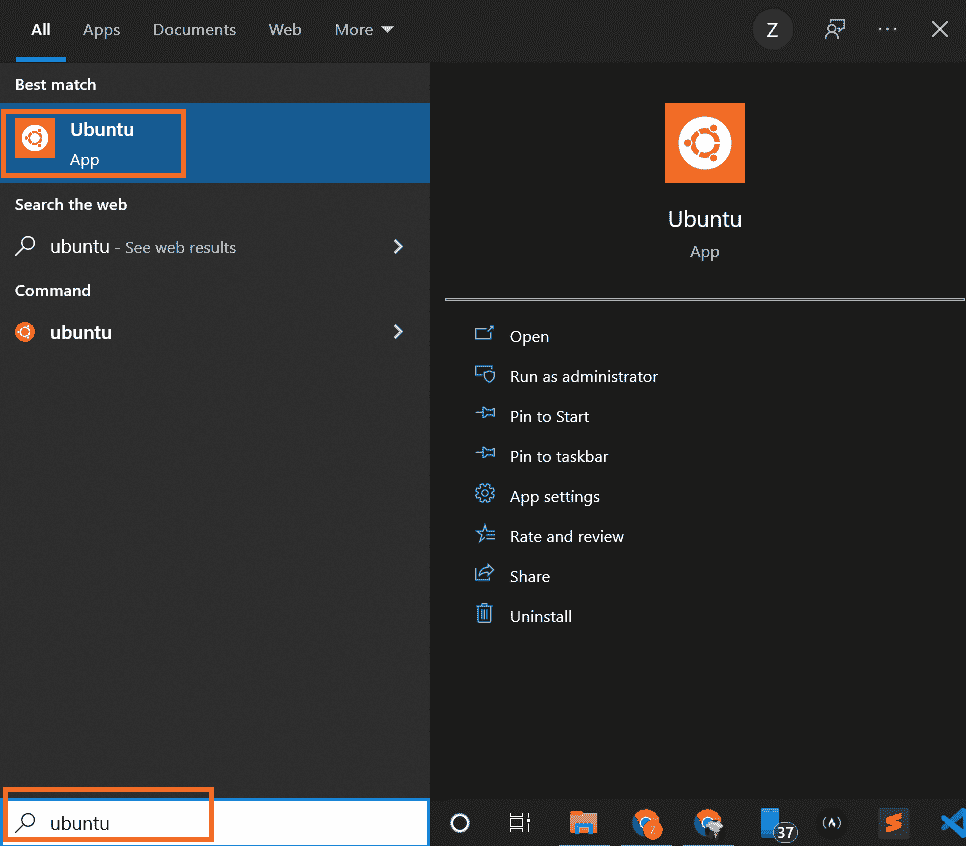 All Apps Documents Web More Z ...
Best match
Ubuntu
App
Search the web
ubuntu - See web results
Command
ubuntu
Ubuntu
App
Open
Run as administrator
Pin to Start
Pin to taskbar
App settings
Rate and review
Share
Uninstall
ubuntu
37